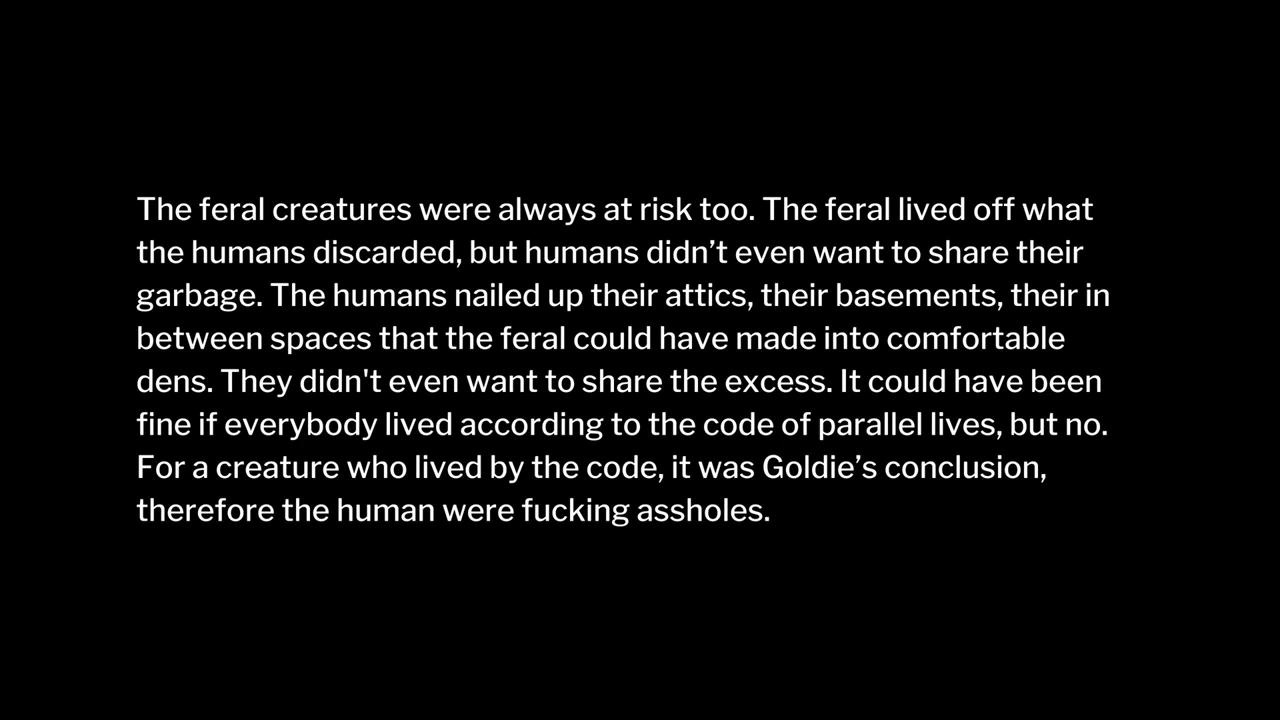 The feral creatures were always at risk too. The feral lived off what
the humans discarded, but humans didn’t even want to share their
garbage. The humans nailed up their attics, their basements, their in
between spaces that the feral could have made into comfortable
dens. They didn't even want to share the excess. It could have been
fine if everybody lived according to the code of parallel lives, but no.
For a creature who lived by the code, it was Goldie’s conclusion,
therefore the human were fucking assholes.